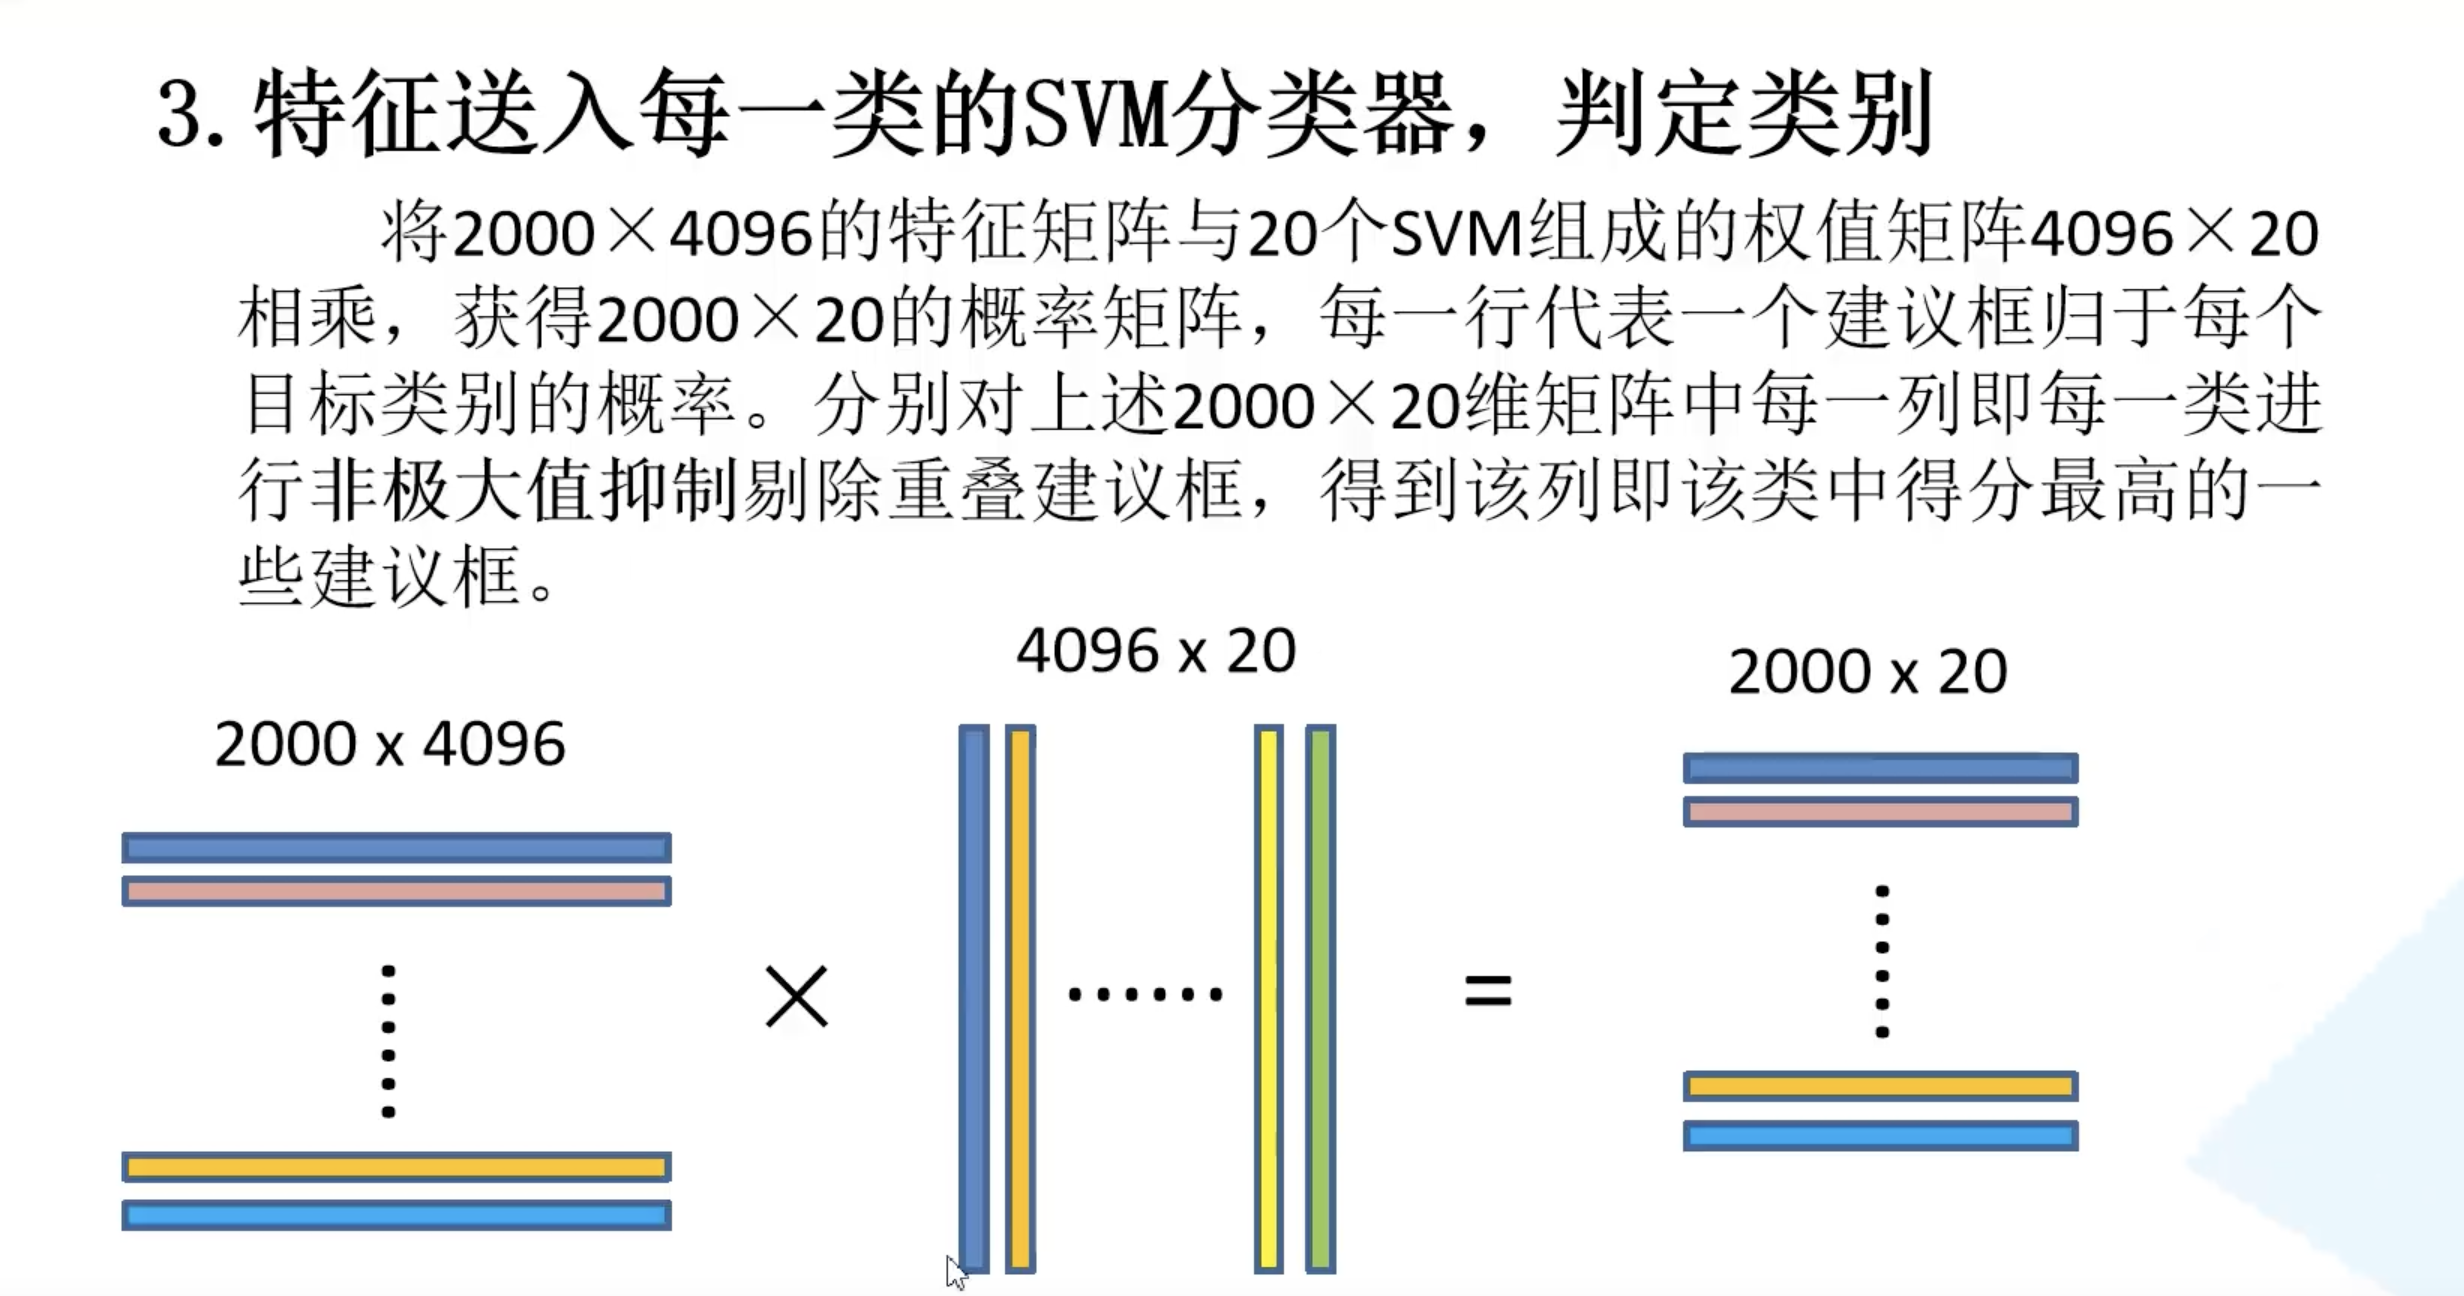 3. 特征送入每一类的SVM分类器，判定类别
将2000×4096的特征矩阵与20个SVM组成的权值矩阵4096×20
相乘，获得2000×20的概率矩阵，每一行代表一个建议框归于每个
目标类别的概率。分别对上述2000×20维矩阵中每一列即每一类进
行非极大值抑制剔除重叠建议框，得到该列即该类中得分最高的一
些建议框。
2000 x 4096
×
4096 x 20
......
=
2000 x 20